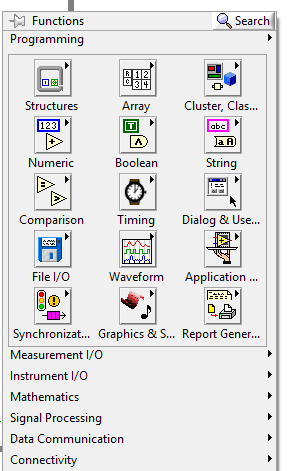 Functions Search
Programming
Structures Array Cluster, Clas...
Numeric Boolean String
Comparison Timing Dialog & Use...
File I/O Waveform Application ...
Synchronizat... Graphics & S... Report Gener...
Measurement I/O
Instrument I/O
Mathematics
Signal Processing
Data Communication
Connectivity